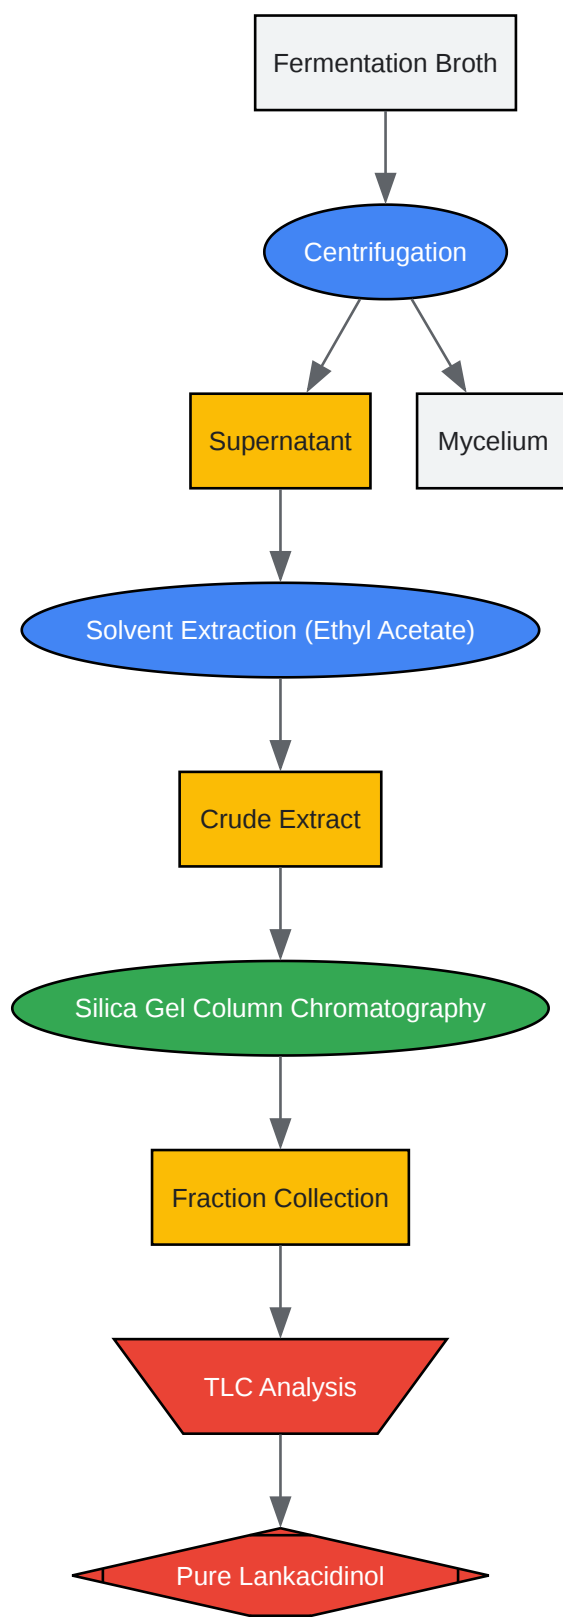 Fermentation Broth
Centrifugation
Supernatant
Mycelium
Solvent Extraction (Ethyl Acetate)
Crude Extract
Silica Gel Column Chromatography
Fraction Collection
TLC Analysis
Pure Lankacidinol